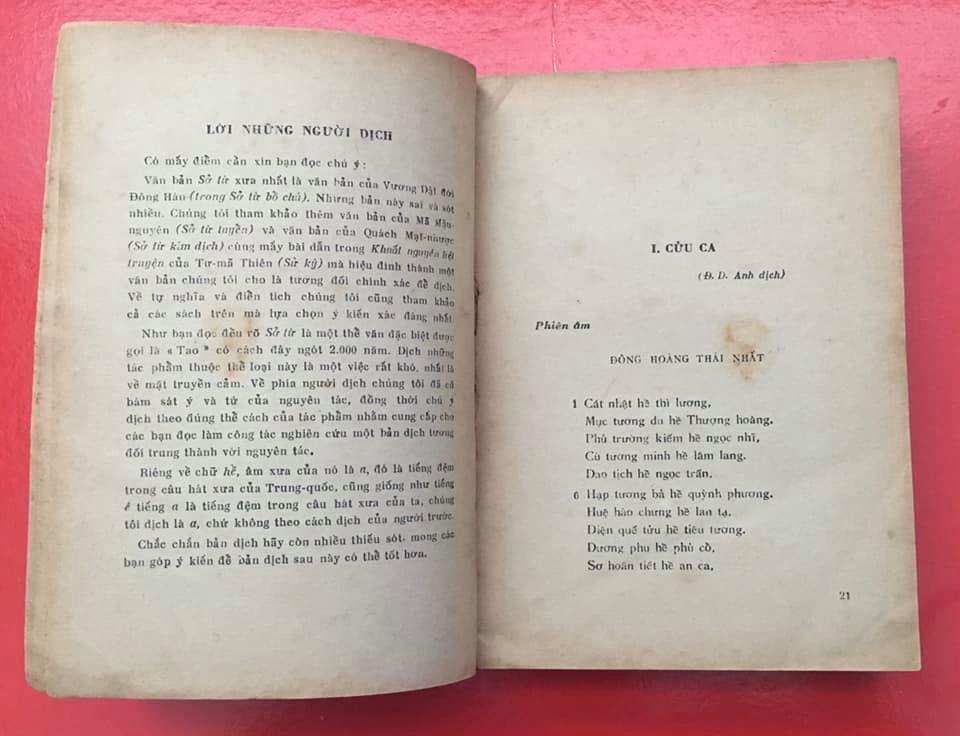 LỜI NHỮNG NGƯỜI DỊCH
Có mấy điểm cần xin bạn đọc chú ý :
Văn bản Sở từ xưa nhất là văn bản của Vương Dật đời
Đông Hán (trong Sở từ bổ chú). Nhưng bản này sai và sót
nhiều. Chúng tôi tham khảo thêm văn bản của Mã Mậu-
nguyên (Sở từ tuyển) và văn bản của Quách Mạt-nhược
(Sở từ kim dịch) cùng mấy bài dẫn trong Khuất nguyên liệt
truyện của Tư-mã Thiên (Sử ký) mà hiệu đính thành một
văn bản chúng tôi cho là tương đối chính xác để dịch.
Về tự nghĩa và điển tích chúng tôi cũng tham khảo
cả các sách trên mà lựa chọn ý kiến xác đáng nhất.
Như bạn đọc đều rõ Sở từ là một thể văn đặc biệt được
gọi là « Tao » có cách đây ngót 2.000 năm. Dịch những
tác phẩm thuộc thể loại này là một việc rất khó, nhất là
về mặt truyền cảm. Về phía người dịch chúng tôi đã cố
bám sát ý và tứ của nguyên tác, đồng thời chú ý
dịch theo đúng thể cách của tác phẩm nhằm cung cấp cho
các bạn đọc làm công tác nghiên cứu một bản dịch tương
đối trung thành với nguyên tác.
Riêng về chữ hề, âm xưa của nó là a, đó là tiếng đệm
trong câu hát xưa của Trung-quốc, cũng giống như tiếng
ê tiếng a là tiếng đệm trong câu hát xưa của ta, chúng
tôi dịch là a, chứ không theo cách dịch của người trước.
Chắc chắn bản dịch hãy còn nhiều thiếu sót, mong các
bạn góp ý kiến để bản dịch sau này có thể tốt hơn.
I. CỬU CA
(Đ. D. Anh dịch)
Phiên âm
ĐÔNG HOÀNG THÁI NHẤT
1 Cát nhật hề thì lương,
Mục tương du hề Thượng hoàng.
Phủ trường kiếm hề ngọc nhĩ,
Cù tương minh hề lâm lang.
Dao tịch hề ngọc trấn,
6 Hạp tương bả hề quỳnh phương.
Huệ hào chưng hề lan tạ,
Diện quế tửu hề tiêu tương.
Dương phu hề phủ cổ,
Sơ hoãn tiết hề an ca,
21